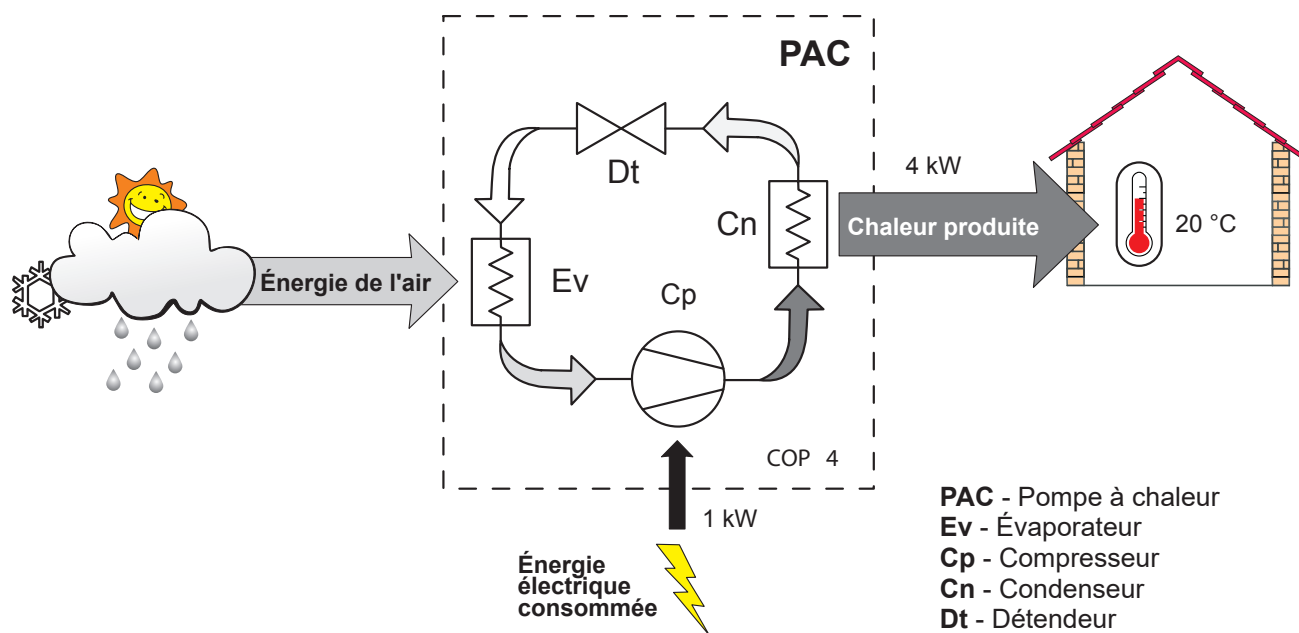 PAC
Dt
4 kW
Énergie de l'air
Ev
Cn
Chaleur produite
20 °C
Cp
COP 4
1 kW
Énergie
électrique
consommée
PAC - Pompe à chaleur
Ev - Évaporateur
Cp - Compresseur
Cn - Condenseur
Dt - Détendeur